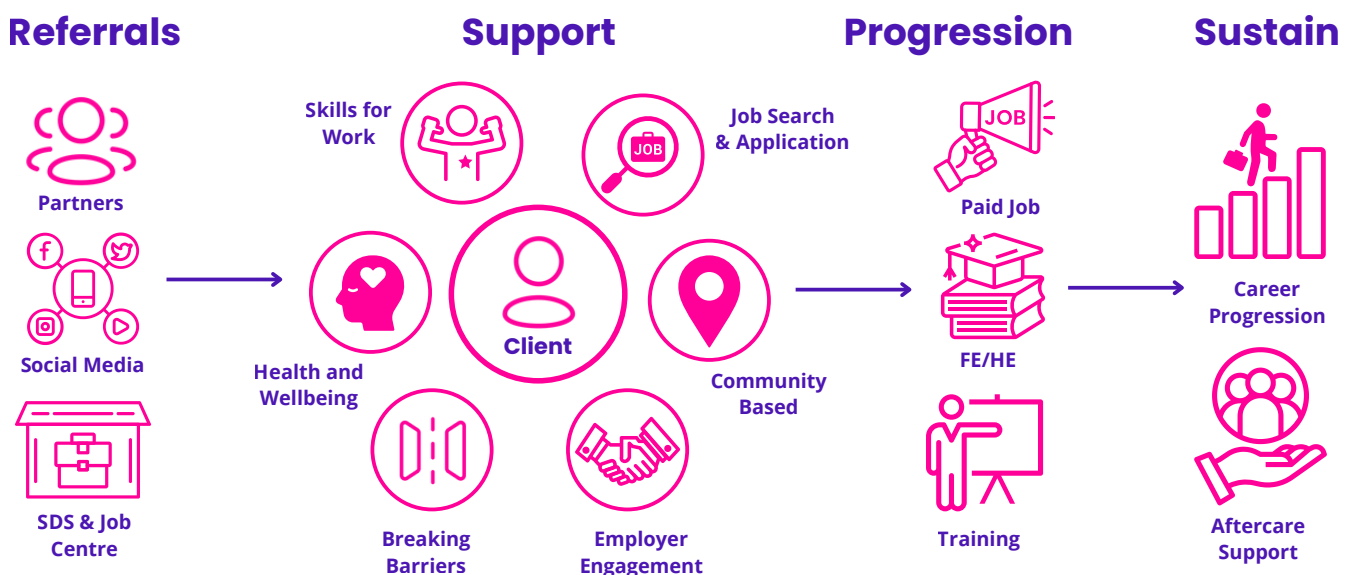 Referrals
Partners
Social Media
SDS & Job
Centre
Support
Skills for
Work
JOB
Job Search
& Application
Client
Health and
Wellbeing
Community
Based
Breaking
Barriers
Employer
Engagement
Progression
JOB
Paid Job
FE/HE
Training
Sustain
Career
Progression
Aftercare
Support